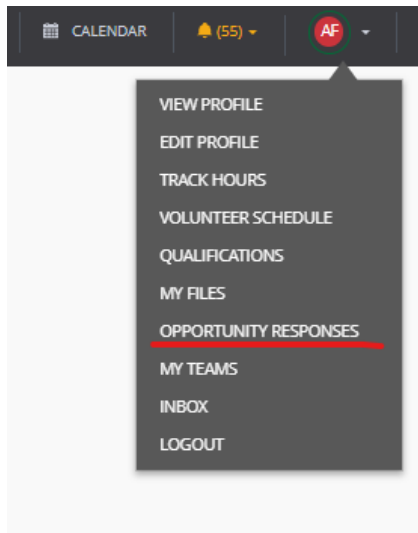 CALENDAR (55) AF
VIEW PROFILE
EDIT PROFILE
TRACK HOURS
VOLUNTEER SCHEDULE
QUALIFICATIONS
MY FILES
OPPORTUNITY RESPONSES
MY TEAMS
INBOX
LOGOUT